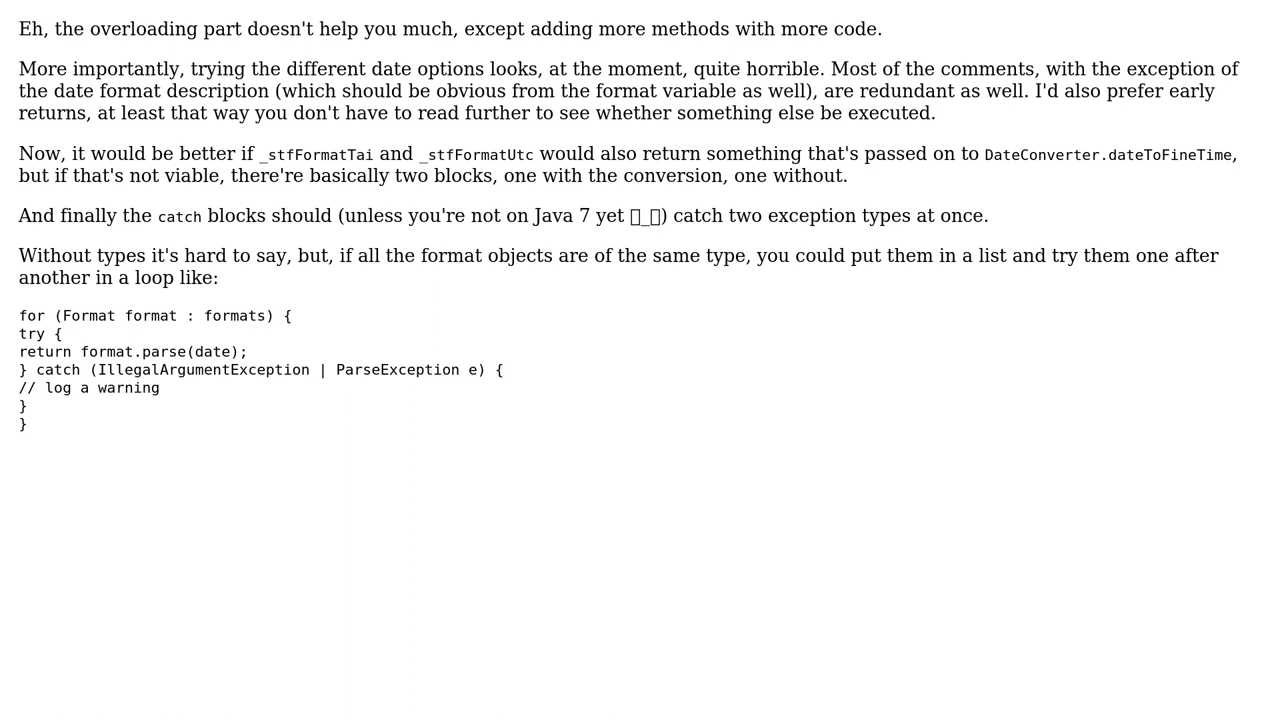 Eh, the overloading part doesn't help you much, except adding more methods with more code.
More importantly, trying the different date options looks, at the moment, quite horrible. Most of the comments, with the exception of
the date format description (which should be obvious from the format variable as well), are redundant as well. I'd also prefer early
returns, at least that way you don't have to read further to see whether something else be executed.
Now, it would be better if _stfFormatTai and _stfFormatUtc would also return something that's passed on to DateConverter.dateToFineTime,
but if that's not viable, there're basically two blocks, one with the conversion, one without.
And finally the catch blocks should (unless you're not on Java 7 yet _) catch two exception types at once.
Without types it's hard to say, but, if all the format objects are of the same type, you could put them in a list and try them one after
another in a loop like:
for (Format format : formats) {
try {
return format.parse(date);
} catch (IllegalArgumentException | ParseException e) {
// log a warning
}
}